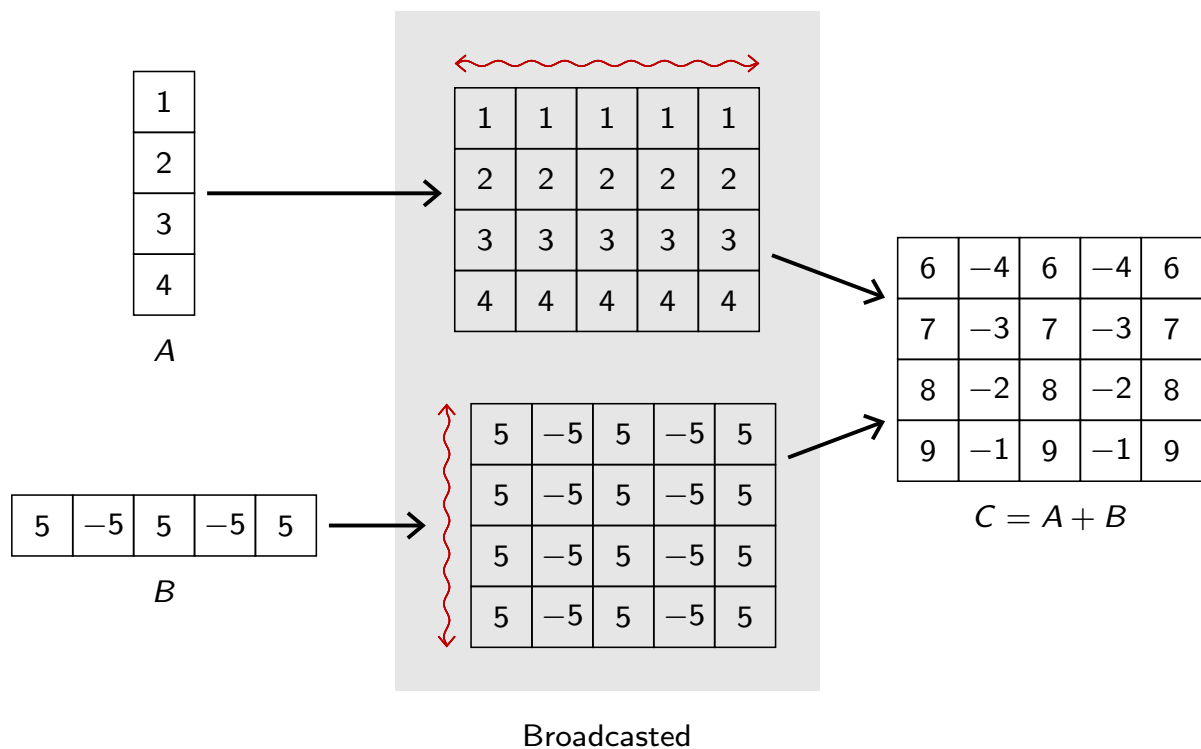 1
2
3
4
A
5 −5 5 −5 5
B
1 1 1 1 1
2 2 2 2 2
3 3 3 3 3
4 4 4 4 4
5 −5 5 −5 5
5 −5 5 −5 5
5 −5 5 −5 5
5 −5 5 −5 5
Broadcasted
6 −4 6 −4 6
7 −3 7 −3 7
8 −2 8 −2 8
9 −1 9 −1 9
C = A + B